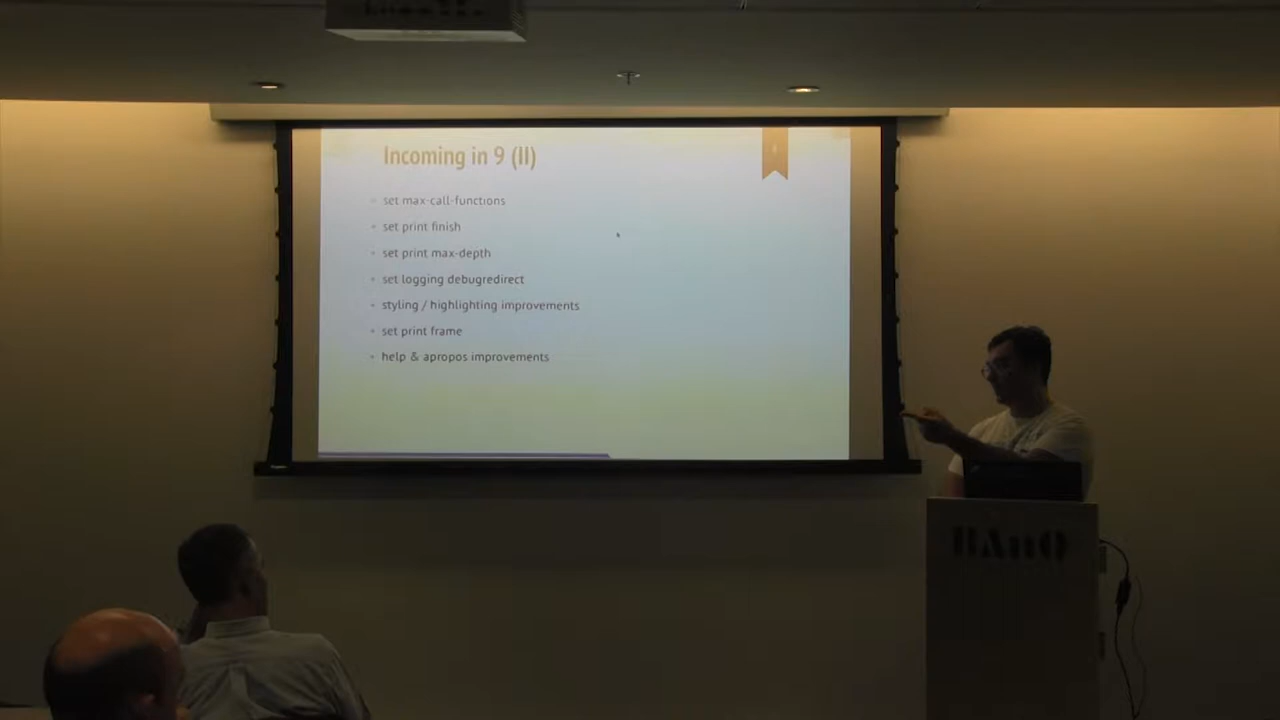 Incoming in 9 (II)
set max-call-functions
set print finish
set print max-depth
set logging debugredirect
styling / highlighting improvements
set print frame
help & apropos improvements
BAnQ